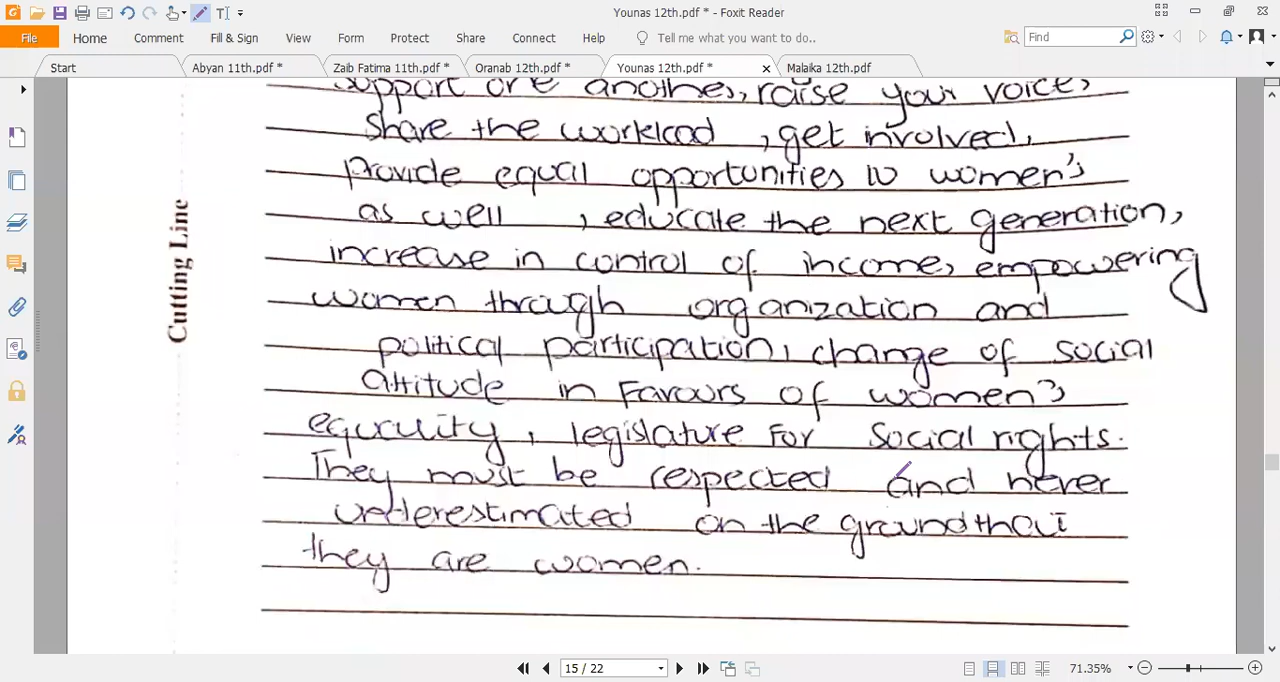 Younas 12th.pdf * - Foxit Reader
File Home Comment Fill & Sign View Form Protect Share Connect Help Tell me what you want to do.. Find
Start Abyan 11th.pdf * Zaib Fatima 11th.pdf * Oranab 12th.pdf * Younas 12th.pdf * Malaika 12th.pdf
support one another, raise your voice,
share the workload , get involved,
provide equal opportunities to women's
as well , educate the next generation,
increase in control of income, empowering
women through organization and
political participation, change of social
attitude in Favours of women's
legislature For social rights.
They must be respected and never
underestimated on the ground that
they are women.
Cutting Line
15 / 22
71.35%